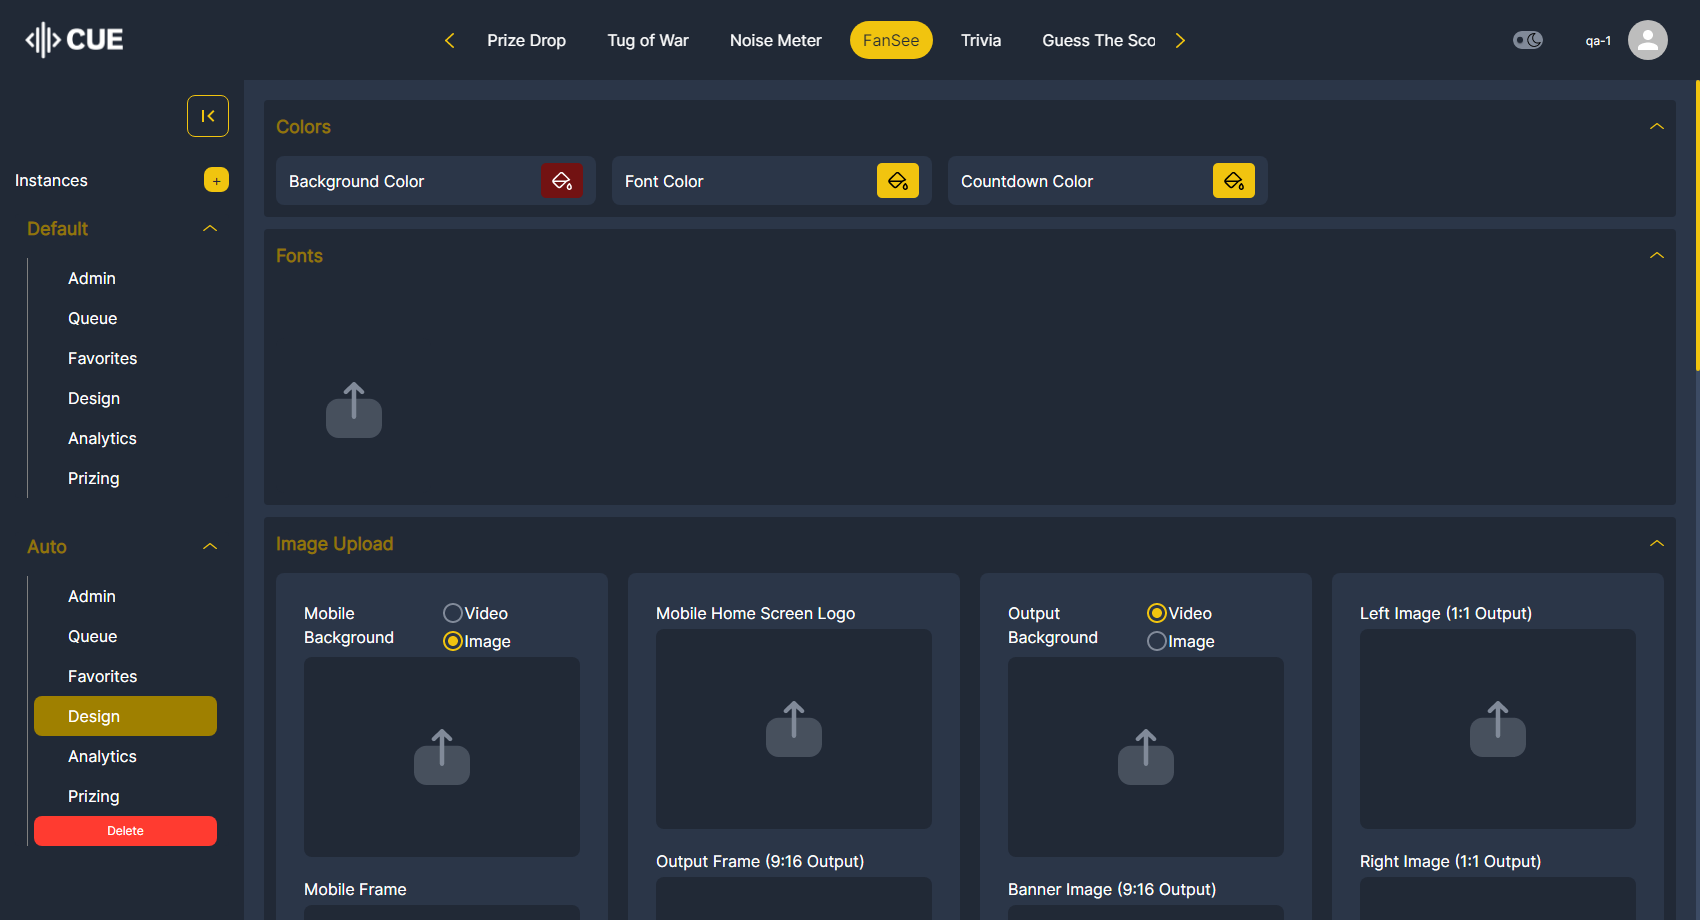 CUE
Prize Drop
Tug of War
Noise Meter
FanSee
Trivia
Guess The Sco
qa-1
Instances
+
Default
Admin
Queue
Favorites
Design
Analytics
Prizing
Auto
Admin
Queue
Favorites
Design
Analytics
Prizing
Delete
Colors
Background Color
Font Color
Countdown Color
Fonts
Image Upload
Mobile
Background
Video
Image
Mobile Frame
Mobile Home Screen Logo
Output Frame (9:16 Output)
Output
Background
Video
Image
Banner Image (9:16 Output)
Left Image (1:1 Output)
Right Image (1:1 Output)